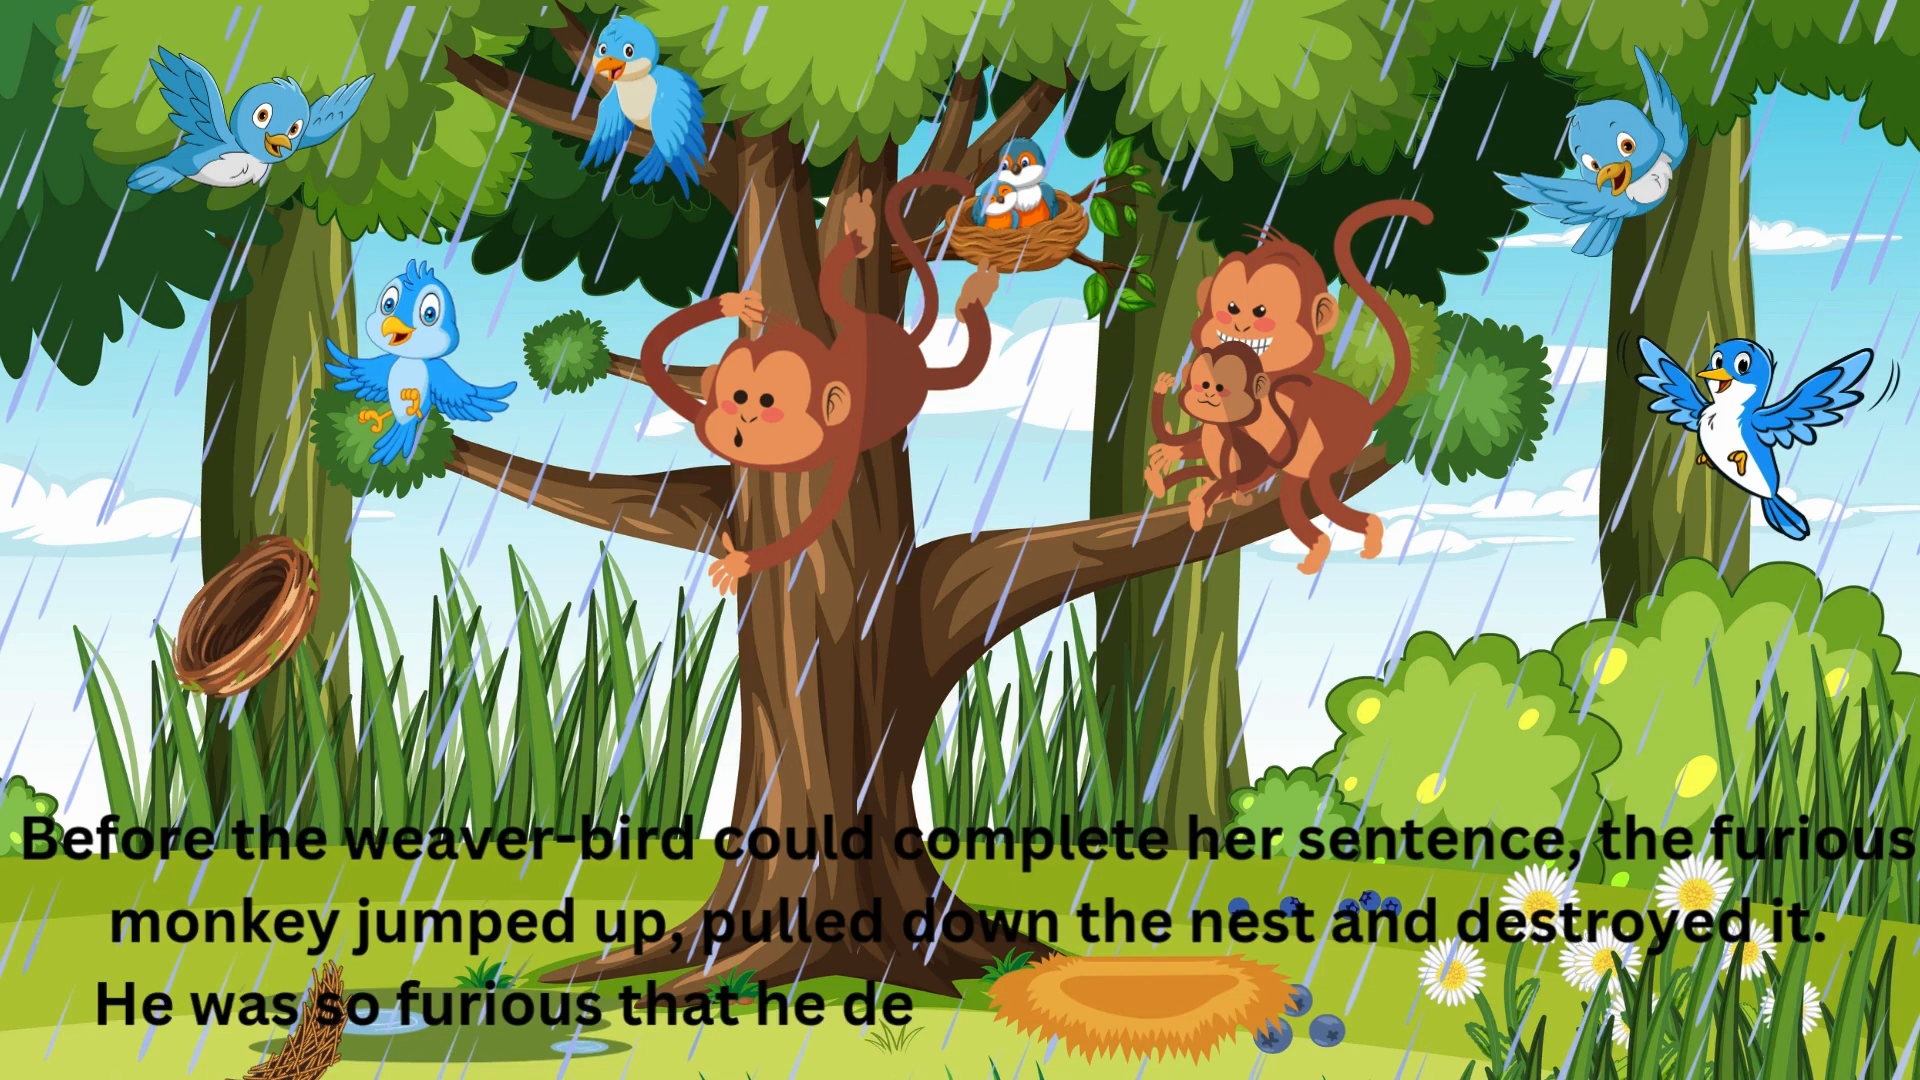 Before the weaver-bird could complete her sentence, the furious
monkey jumped up, pulled down the nest and destroyed it.
He was so furious that he de